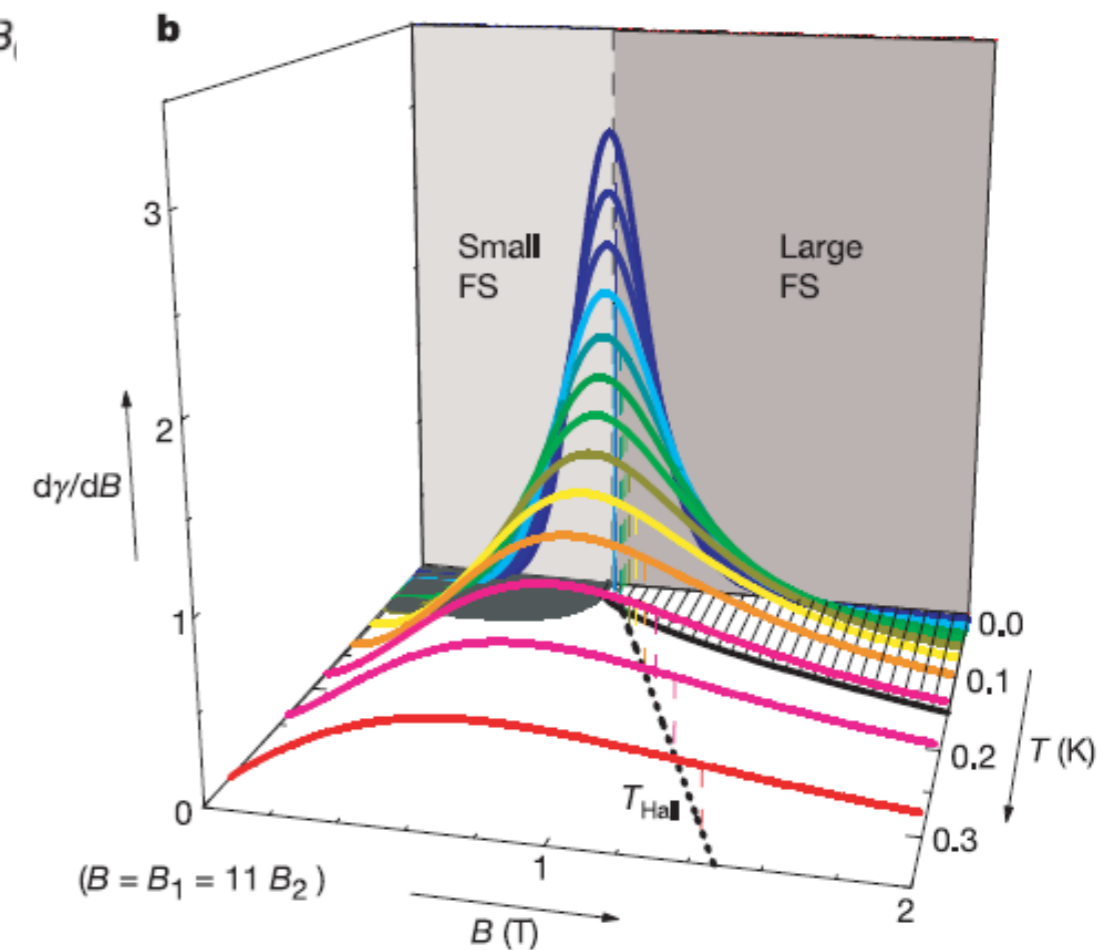 b
3
Small
FS
Large
FS
2
dγ/dB
1
0.0
0.1
0.2
T (K)
T_Hall
0
0.3
1
(B = B₁ = 11 B₂ )
B (T)
2